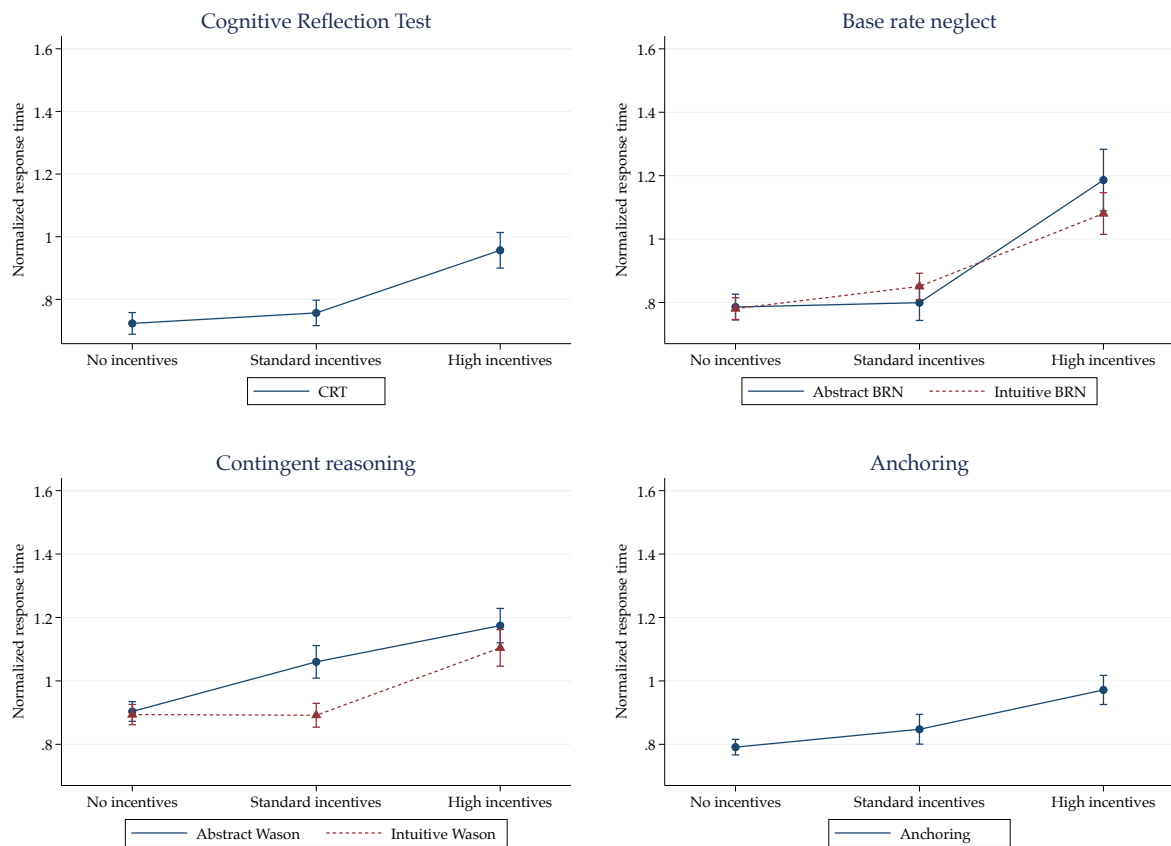 Cognitive Reflection Test
Normalized response time
1.6
1.4
1.2
1
.8
No incentives Standard incentives High incentives
CRT
Base rate neglect
Normalized response time
1.6
1.4
1.2
1
.8
No incentives Standard incentives High incentives
Abstract BRN Intuitive BRN
Contingent reasoning
Normalized response time
1.6
1.4
1.2
1
.8
No incentives Standard incentives High incentives
Abstract Wason Intuitive Wason
Anchoring
Normalized response time
1.6
1.4
1.2
1
.8
No incentives Standard incentives High incentives
Anchoring